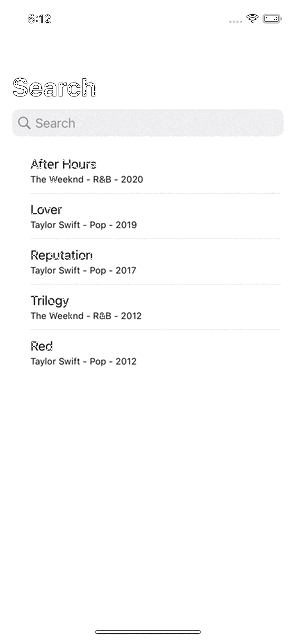 6:12
Search
Search
After Hours
The Weeknd - R&B - 2020
Lover
Taylor Swift - Pop - 2019
Reputation
Taylor Swift - Pop - 2017
Trilogy
The Weeknd - R&B - 2012
Red
Taylor Swift - Pop - 2012